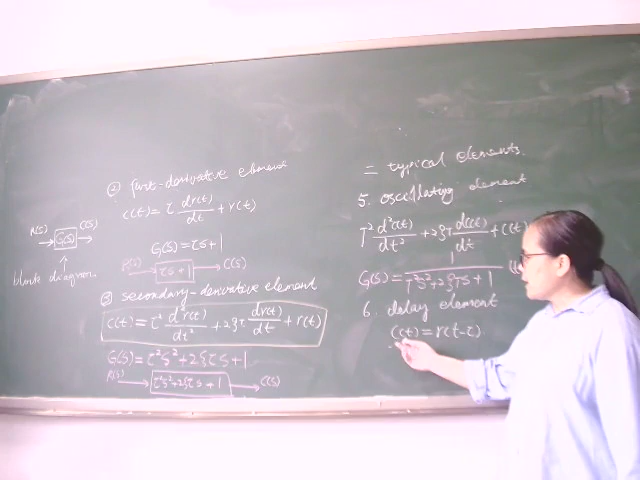 ② first-derivative element
c(t)= τ dr(t)/dt + r(t)
G(s)=τs+1
R(s) → τs+1 → C(s)
R(s) → G(s) → C(s)
block diagram
③ secondary-derivative element
c(t)= τ² d²r(t)/dt² + 2ξτ dr(t)/dt + r(t)
G(s)=τ²s²+2ξτs+1
R(s) → τ²s²+2ξτs+1 → C(s)
= typical elements
5. oscillating element
T² d²c(t)/dt² + 2ξT dc(t)/dt + c(t)
G(s)= 1/T²s²+2ξTs+1
6. delay element
c(t)=r(t-τ)